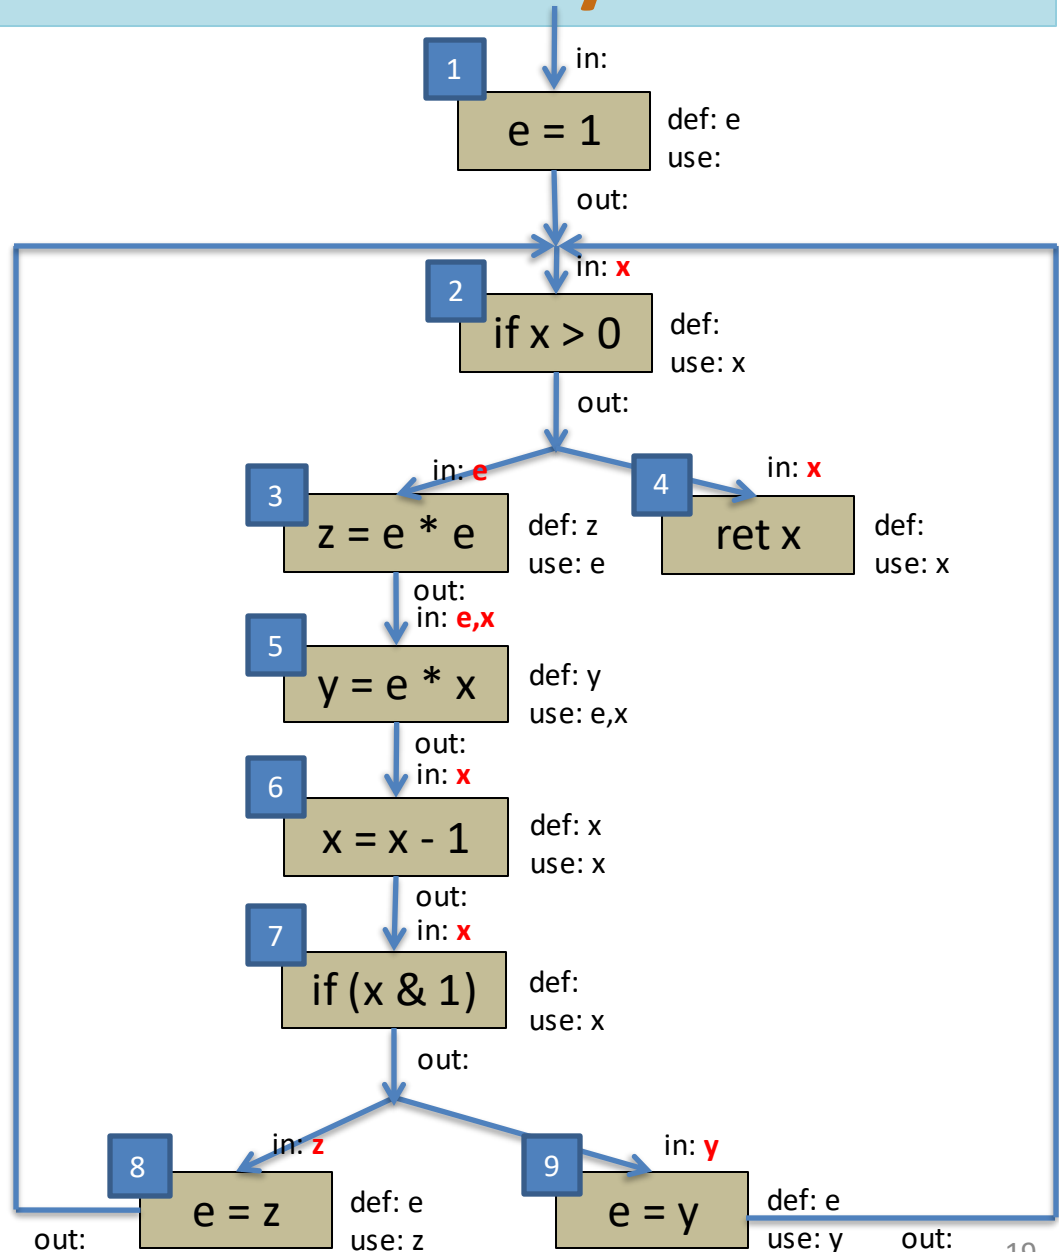 1
in:
e = 1
def: e
use:
out:
in: x
2
if x > 0
def:
use: x
out:
in: e
3
z = e * e
def: z
use: e
out:
in: x
4
ret x
def:
use: x
in: e,x
5
y = e * x
def: y
use: e,x
out:
in: x
6
x = x - 1
def: x
use: x
out:
in: x
7
if (x & 1)
def:
use: x
out:
in: z
8
e = z
def: e
use: z
out:
in: y
9
e = y
def: e
use: y
out: